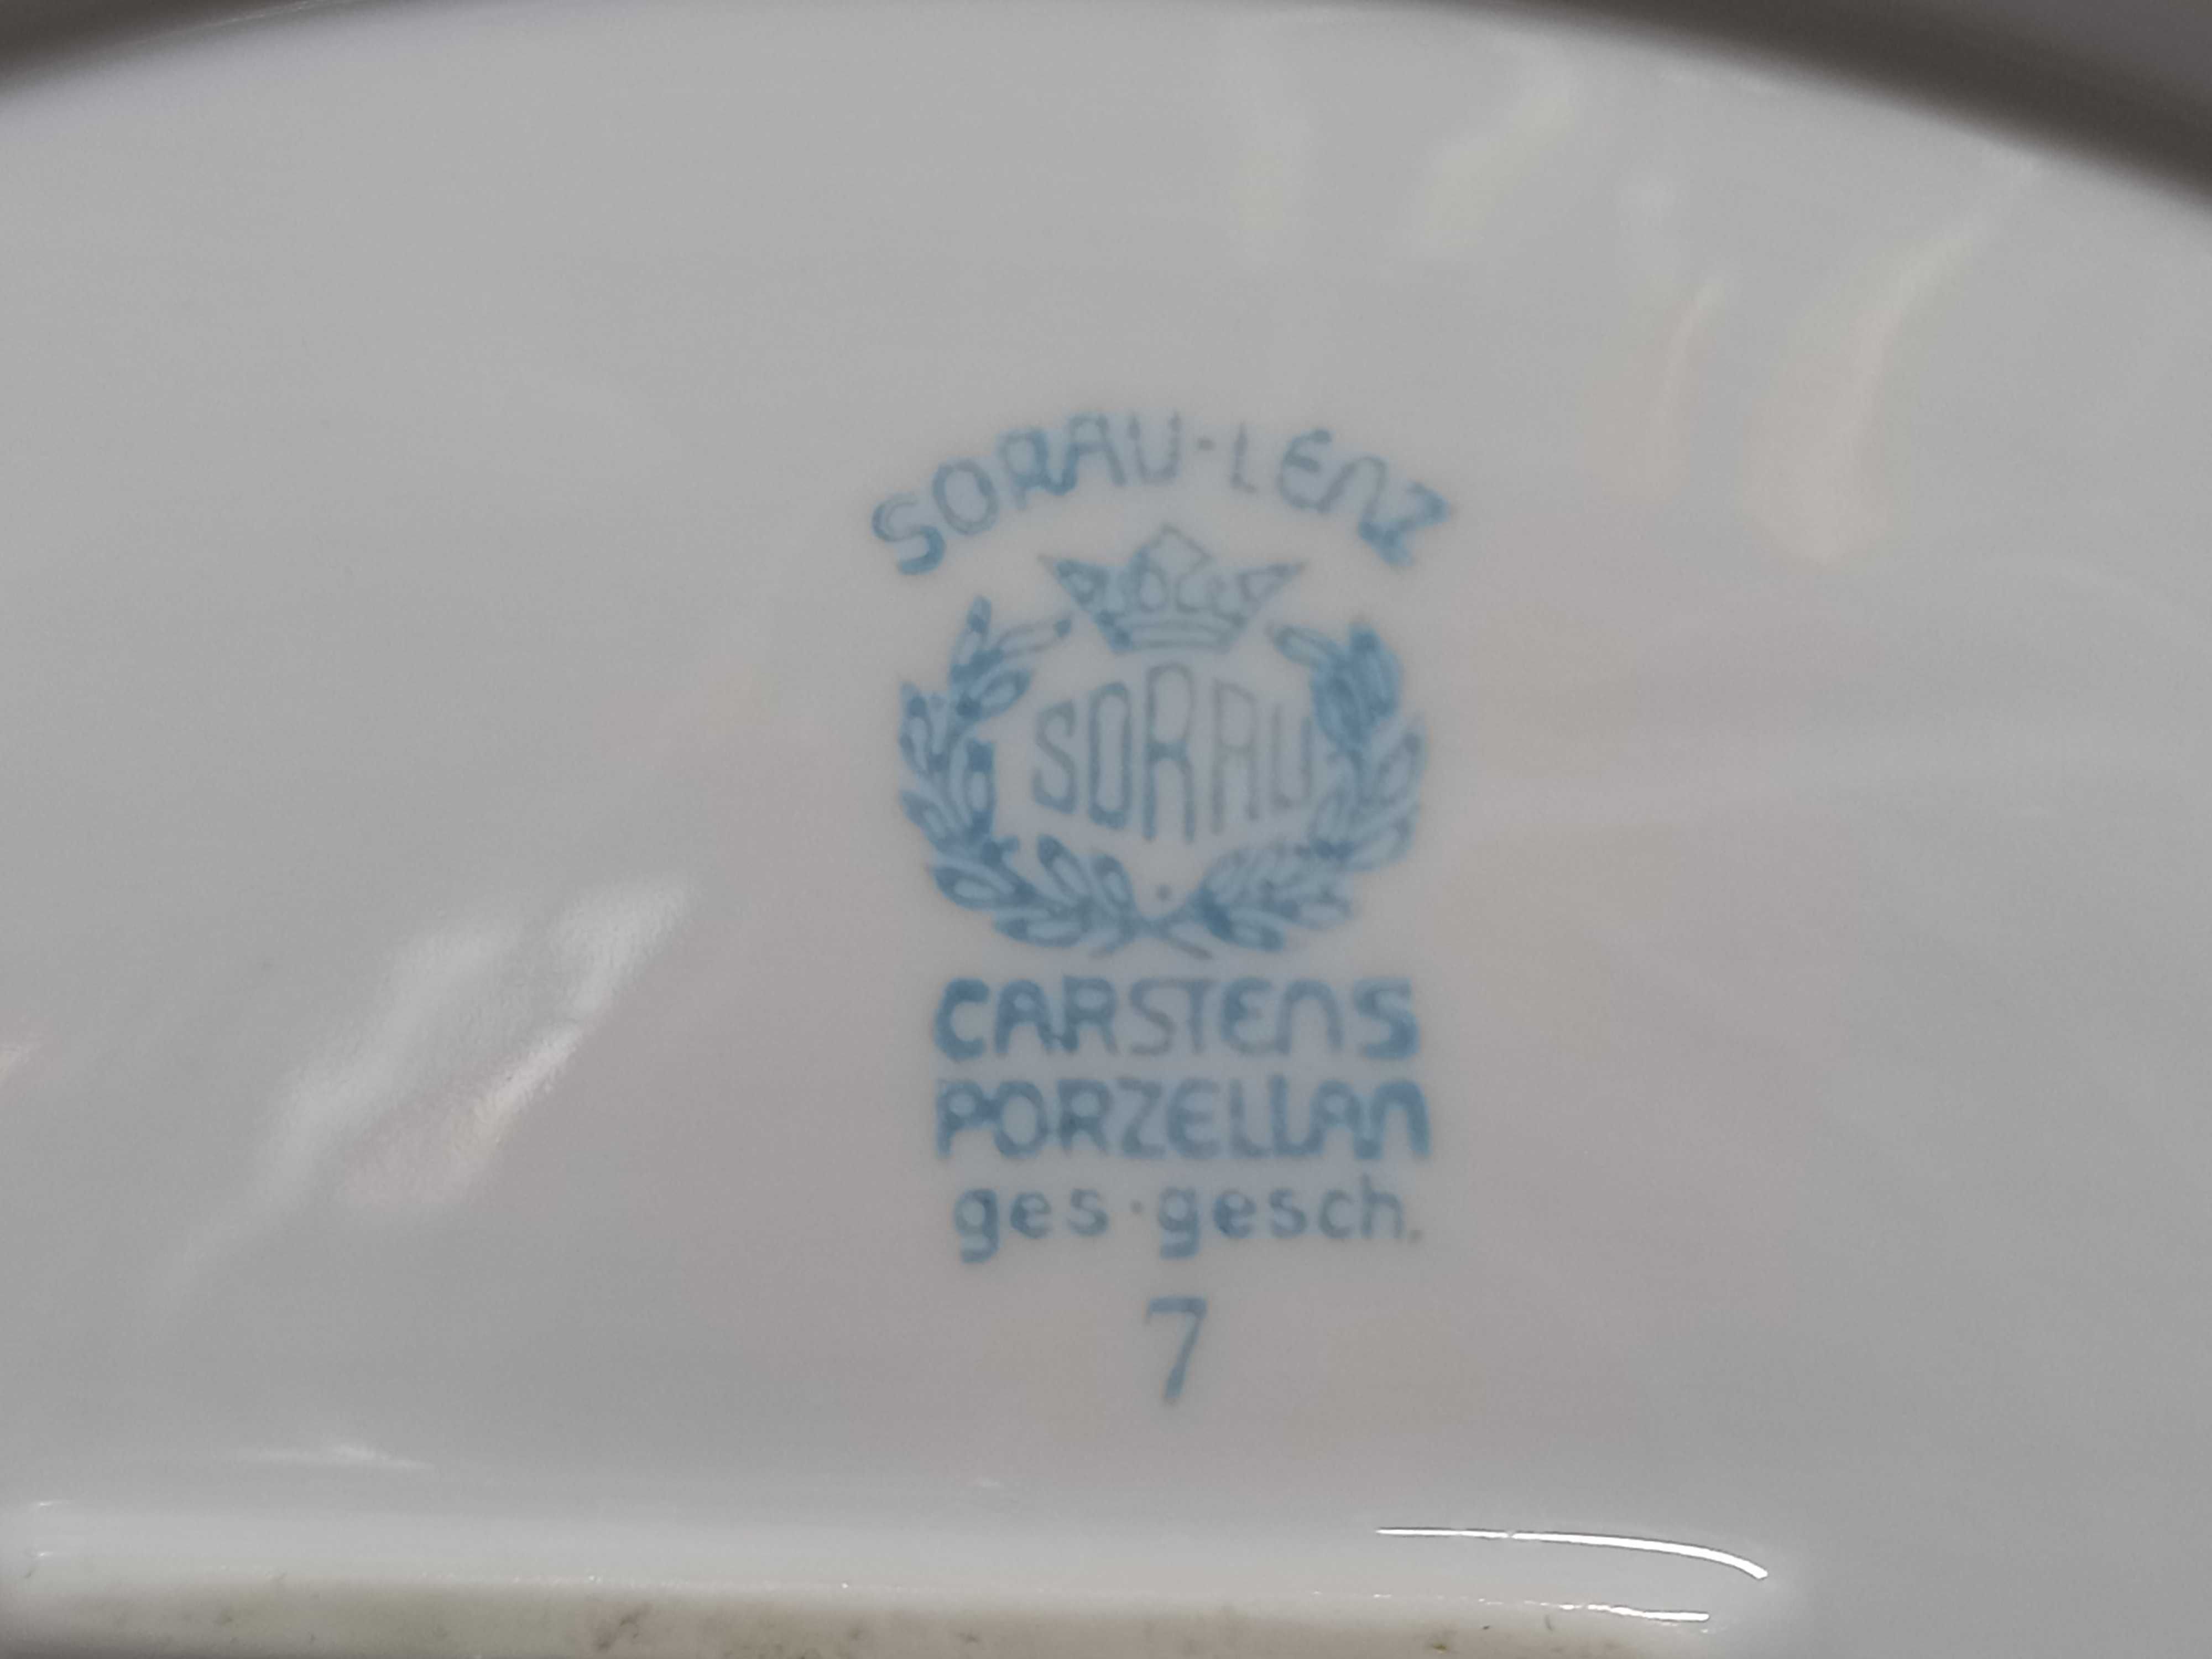 SORAU-LENZ
SORAU
CARSTENS
PORZELLAN
ges·gesch.
7